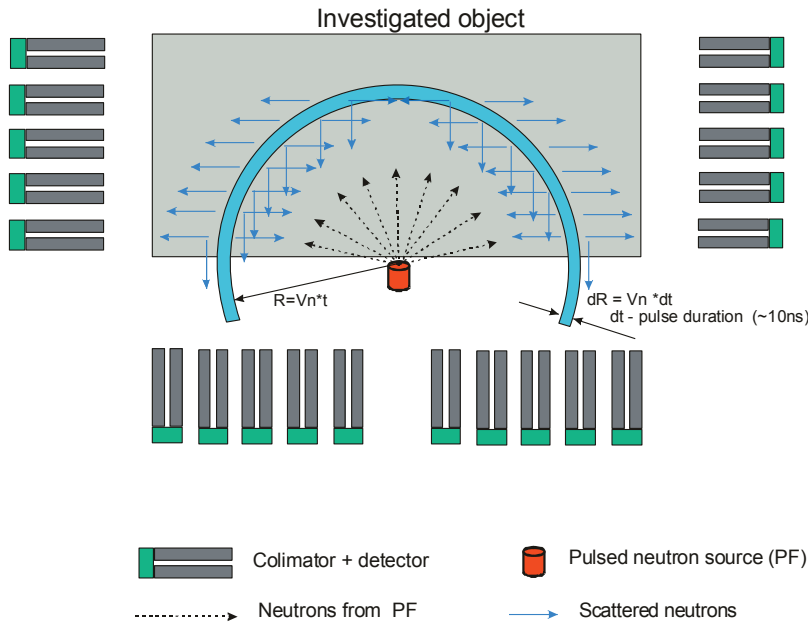 Investigated object
R=Vn*t
dR = Vn *dt
dt - pulse duration (~10ns)
Colimator + detector
Pulsed neutron source (PF)
Neutrons from PF
Scattered neutrons